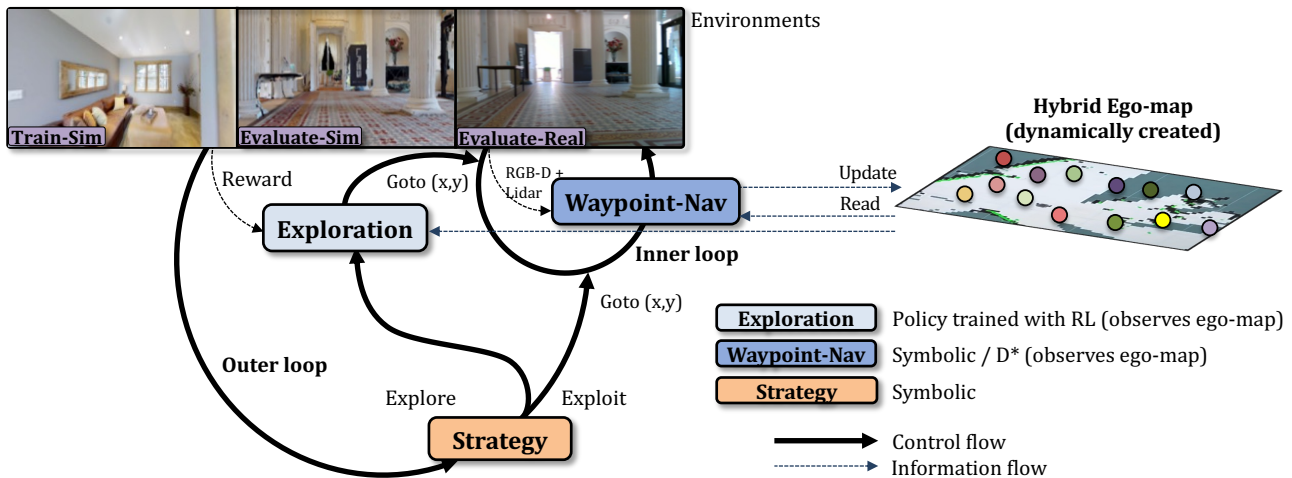 Environments
Train-Sim
Evaluate-Sim
Evaluate-Real
Hybrid Ego-map
(dynamically created)
Reward
Goto (x,y)
RGB-D +
Lidar
Update
Read
Exploration
Waypoint-Nav
Inner loop
Goto (x,y)
Outer loop
Explore
Exploit
Strategy
Exploration Policy trained with RL (observes ego-map)
Waypoint-Nav Symbolic / D* (observes ego-map)
Strategy Symbolic
Control flow
Information flow